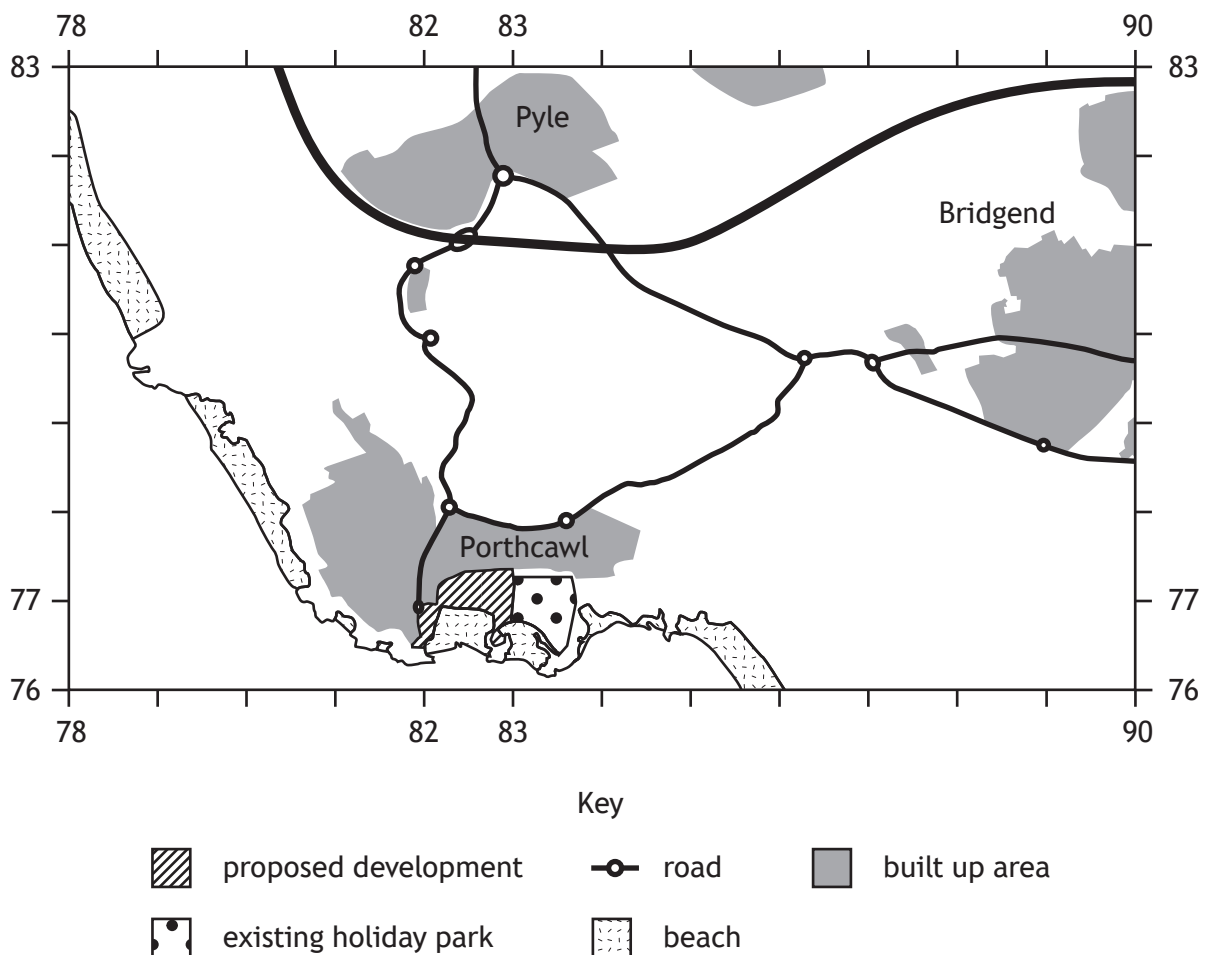 78 82 83 90
83 83
Pyle
Bridgend
Porthcawl
77 77
76 76
78 82 83 90
Key
proposed development road built up area
existing holiday park beach